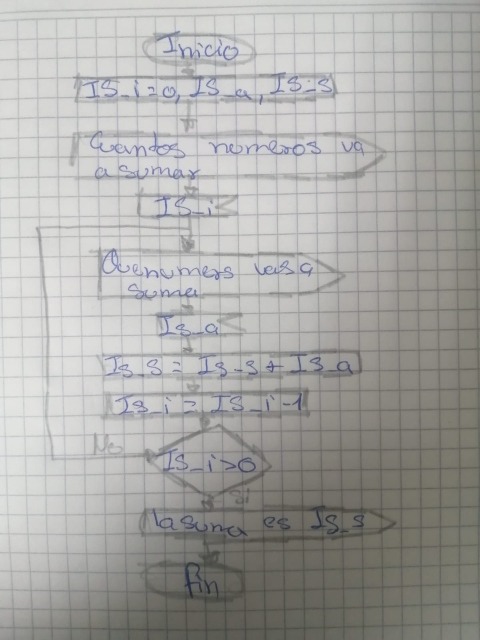 Inicio
IS_i=0, IS_a, IS_s
Cuantos numeros va
a sumar
IS_i
Que numero vas a
suma
IS_a
IS_s = IS_s + IS_a
IS_i = IS_i-1
No
IS_i>0
Si
la suma es IS_s
fin